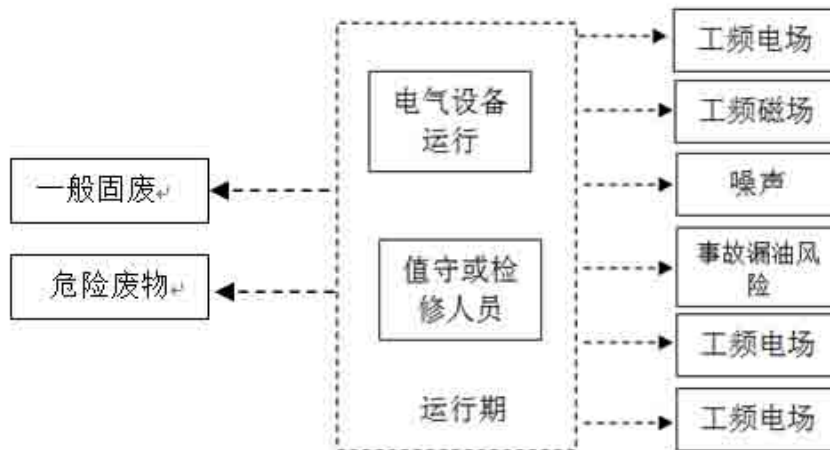 一般固废
危险废物
电气设备
运行
值守或检
修人员
运行期
工频电场
工频磁场
噪声
事故漏油风
险
工频电场
工频电场